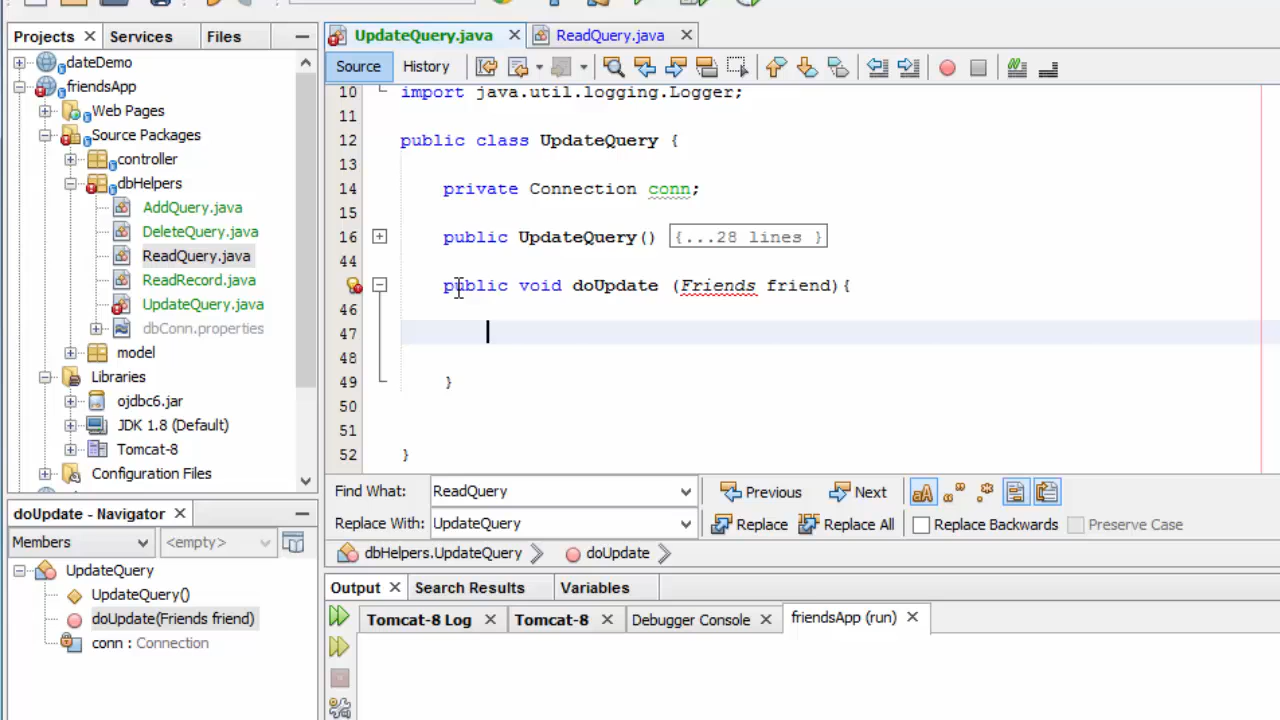 Projects
Services
Files
dateDemo
friendsApp
Web Pages
Source Packages
controller
dbHelpers
AddQuery.java
DeleteQuery.java
ReadQuery.java
ReadRecord.java
UpdateQuery.java
dbConn.properties
model
Libraries
ojdbc6.jar
JDK 1.8 (Default)
Tomcat-8
Configuration Files
doUpdate - Navigator
Members
<empty>
UpdateQuery
UpdateQuery()
doUpdate(Friends friend)
conn : Connection
UpdateQuery.java
ReadQuery.java
Source
History
10 import java.util.logging.Logger;
11
12 public class UpdateQuery {
13
14 private Connection conn;
15
16 public UpdateQuery() {...28 lines }
44
public void doUpdate (Friends friend){
46
47
48
49 }
50
51
52 }
Find What: ReadQuery Previous Next
Replace With: UpdateQuery Replace Replace All Replace Backwards Preserve Case
dbHelpers.UpdateQuery doUpdate
Output Search Results Variables
Tomcat-8 Log Tomcat-8 Debugger Console friendsApp (run)